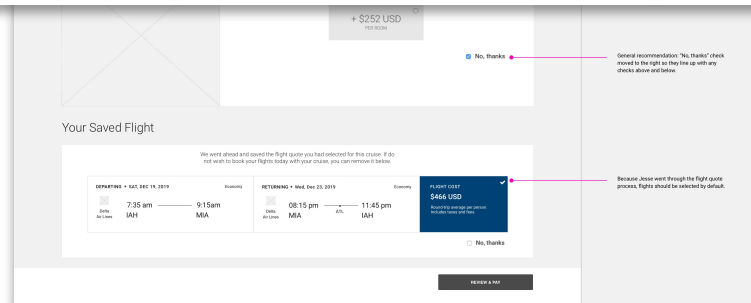 + $252 USD
PER ROOM
No, thanks
General recommendation: "No, thanks" check
moved to the right so they line up with any
checks above and below.
Your Saved Flight
We went ahead and saved the flight quote you had selected for this cruise. If do
not wish to book your flights today with your cruise, you can remove it below.
DEPARTING • SAT, DEC 19, 2019 Economy
7:35 am 9:15am
Delta
Air Lines
IAH MIA
RETURNING • Wed, Dec 23, 2019 Economy
08:15 pm 11:45 pm
Delta
Air Lines
MIA ATL IAH
FLIGHT COST
$466 USD
Round-trip average per person.
Includes taxes and fees.
Because Jesse went through the flight quote
process, flights should be selected by default.
No, thanks
REVIEW & PAY